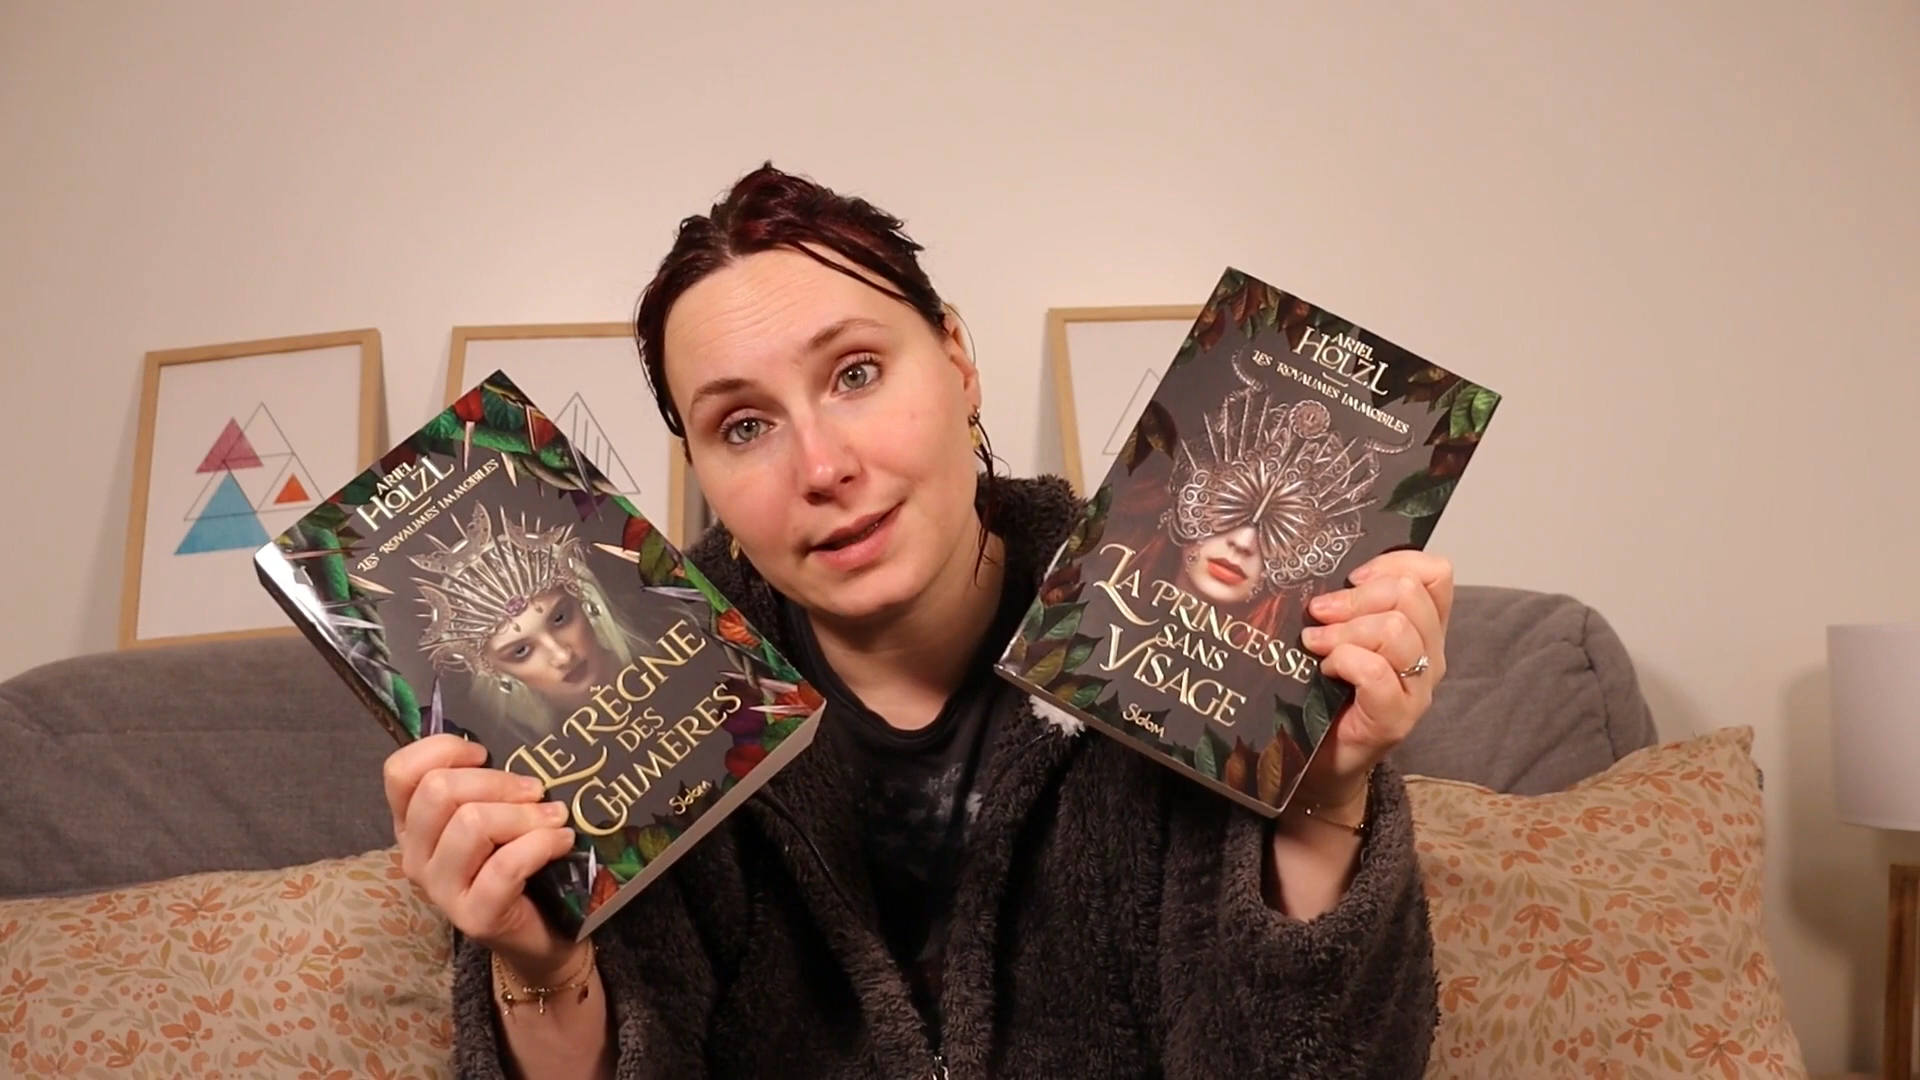 ARIEL
HOLZL
LES ROYAUMES IMMOBILES
LE RÈGNE
DES
CHIMÈRES
Slalom
ARIEL
HOLZL
LES ROYAUMES IMMOBILES
LA PRINCESSE
SANS
VISAGE
Slalom